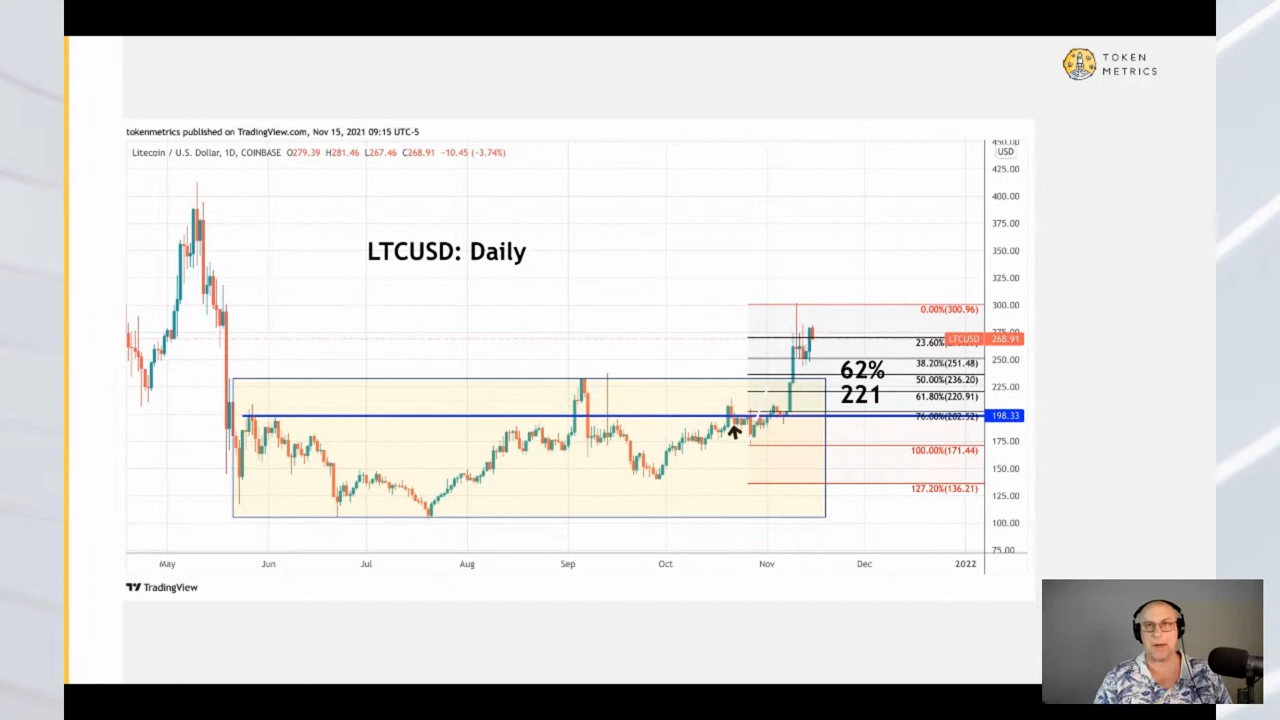 TOKEN
METRICS
tokenmetrics published on TradingView.com, Nov 15, 2021 09:15 UTC-5
Litecoin / U.S. Dollar, 1D, COINBASE O279.39 H281.46 L267.46 C268.91 −10.45 (−3.74%)
USD
425.00
400.00
LTCUSD: Daily
375.00
350.00
325.00
300.00
0.00%(300.96)
275.00
23.60%
LTCUSD 268.91
38.20%(251.48)
250.00
62%
50.00%(236.20)
225.00
221
61.80%(220.91)
76.00%(202.52)
198.33
175.00
100.00%(171.44)
150.00
127.20%(136.21)
125.00
100.00
75.00
May Jun Jul Aug Sep Oct Nov Dec 2022
TradingView